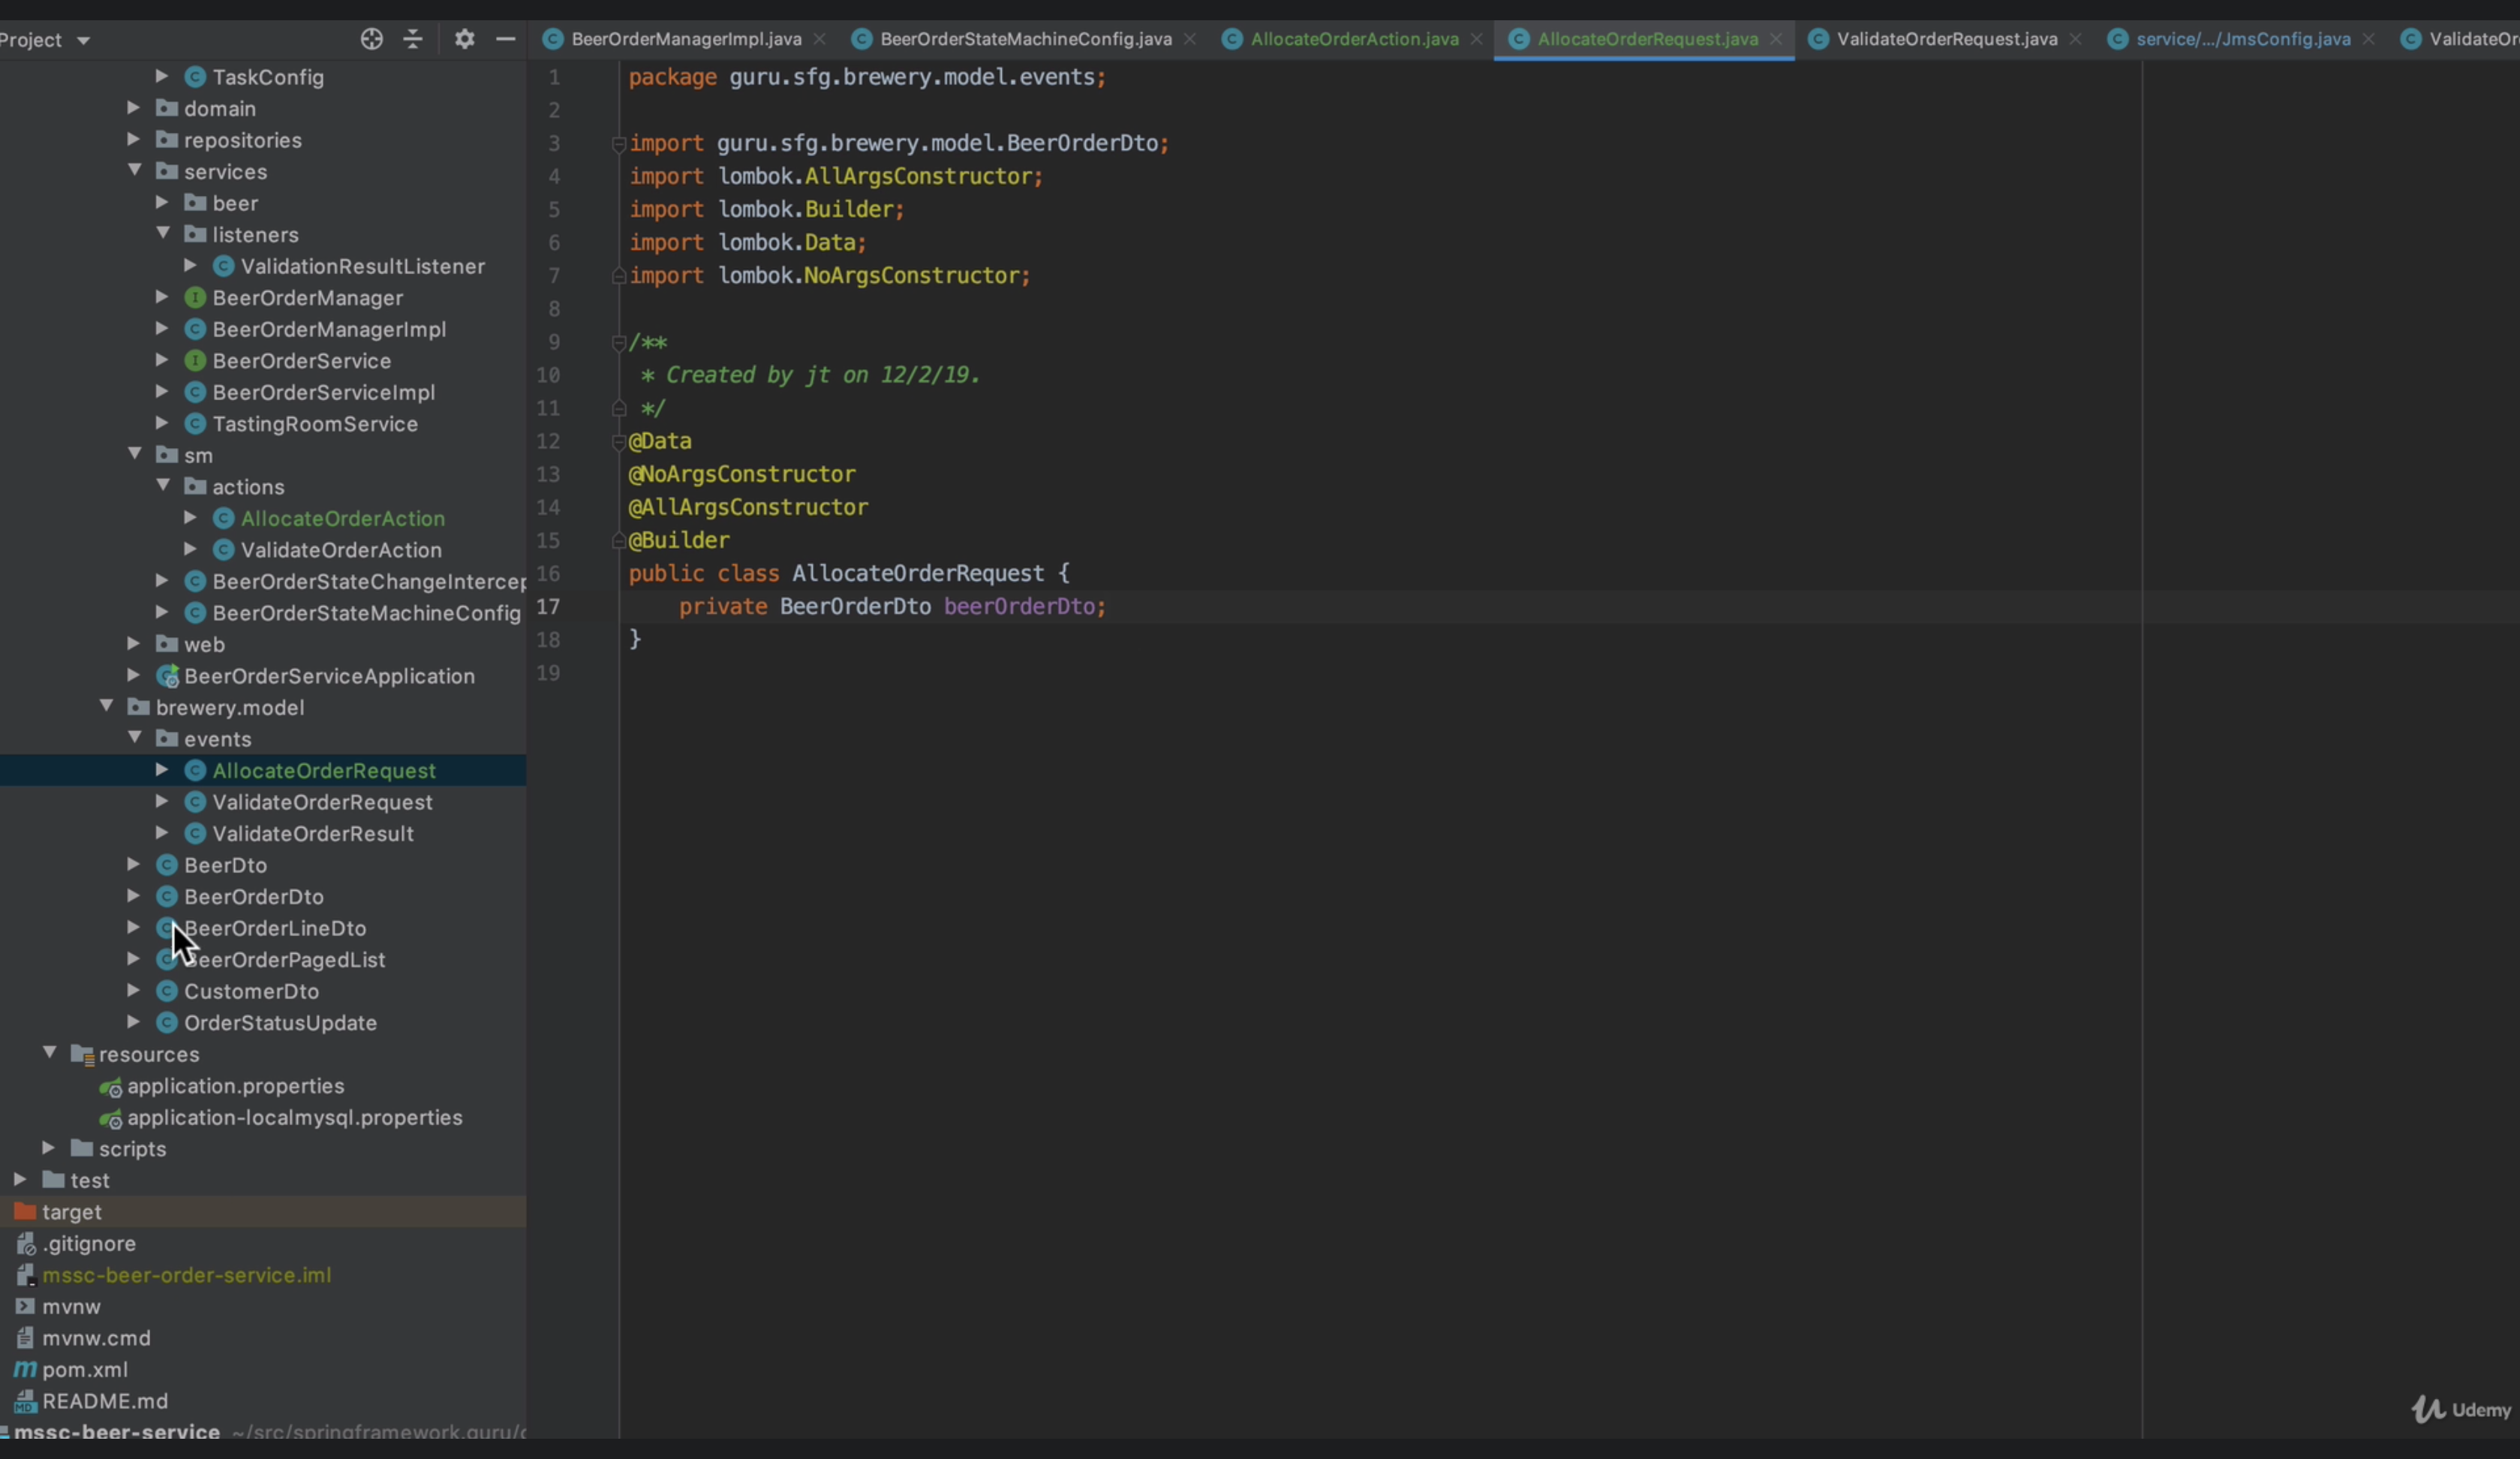 Project
BeerOrderManagerImpl.java
BeerOrderStateMachineConfig.java
AllocateOrderAction.java
AllocateOrderRequest.java
ValidateOrderRequest.java
service/.../JmsConfig.java
ValidateOr
TaskConfig
domain
repositories
services
beer
listeners
ValidationResultListener
BeerOrderManager
BeerOrderManagerImpl
BeerOrderService
BeerOrderServiceImpl
TastingRoomService
sm
actions
AllocateOrderAction
ValidateOrderAction
BeerOrderStateChangeIntercep
BeerOrderStateMachineConfig
web
BeerOrderServiceApplication
brewery.model
events
AllocateOrderRequest
ValidateOrderRequest
ValidateOrderResult
BeerDto
BeerOrderDto
BeerOrderLineDto
BeerOrderPagedList
CustomerDto
OrderStatusUpdate
resources
application.properties
application-localmysql.properties
scripts
test
target
.gitignore
mssc-beer-order-service.iml
mvnw
mvnw.cmd
pom.xml
README.md
mssc-beer-service ~/src/springframework.guru/
1 package guru.sfg.brewery.model.events;
2
3 import guru.sfg.brewery.model.BeerOrderDto;
4 import lombok.AllArgsConstructor;
5 import lombok.Builder;
6 import lombok.Data;
7 import lombok.NoArgsConstructor;
8
9 /**
10 * Created by jt on 12/2/19.
11 */
12 @Data
13 @NoArgsConstructor
14 @AllArgsConstructor
15 @Builder
16 public class AllocateOrderRequest {
17 private BeerOrderDto beerOrderDto;
18 }
19
Udemy